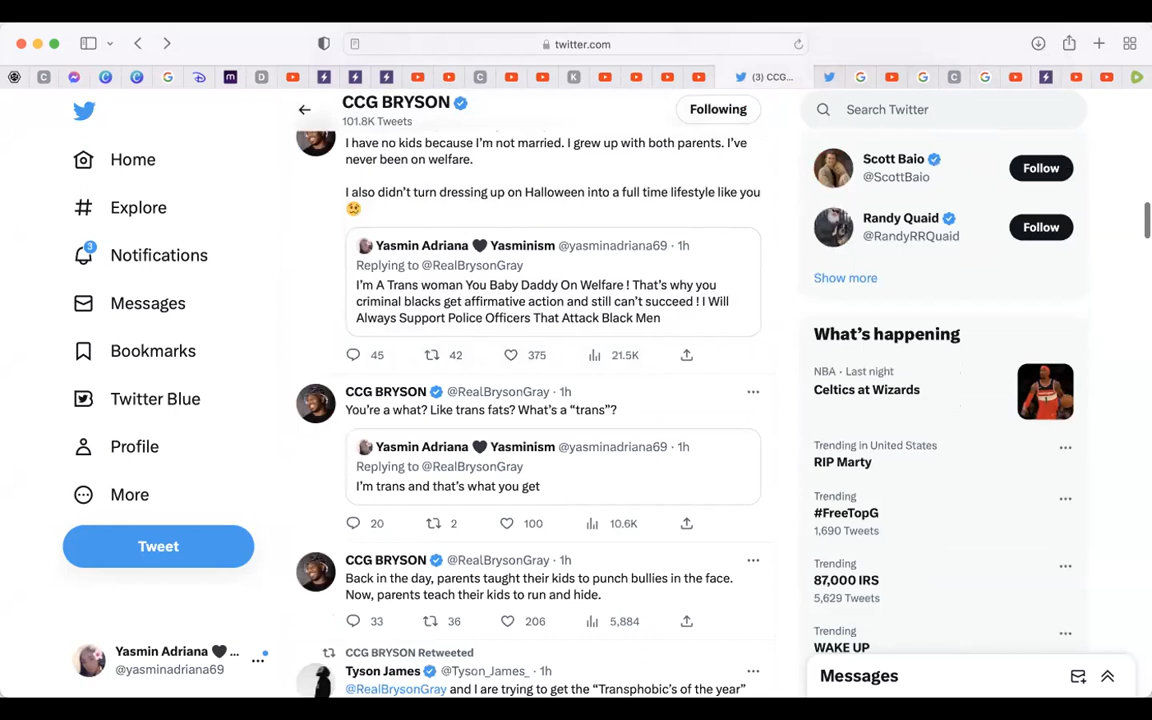 twitter.com
(3) CCG...
CCG BRYSON
101.8K Tweets
Following
Search Twitter
Home
Explore
3
Notifications
Messages
Bookmarks
Twitter Blue
Profile
More
Tweet
Yasmin Adriana 🖤 ...
@yasminadriana69
I have no kids because I’m not married. I grew up with both parents. I’ve
never been on welfare.
I also didn’t turn dressing up on Halloween into a full time lifestyle like you
😢
Yasmin Adriana 🖤 Yasminism @yasminadriana69 · 1h
Replying to @RealBrysonGray
I’m A Trans woman You Baby Daddy On Welfare ! That’s why you
criminal blacks get affirmative action and still can’t succeed ! I Will
Always Support Police Officers That Attack Black Men
45 42 375 21.5K
CCG BRYSON @RealBrysonGray · 1h
You’re a what? Like trans fats? What’s a “trans”?
Yasmin Adriana 🖤 Yasminism @yasminadriana69 · 1h
Replying to @RealBrysonGray
I’m trans and that’s what you get
20 2 100 10.6K
CCG BRYSON @RealBrysonGray · 1h
Back in the day, parents taught their kids to punch bullies in the face.
Now, parents teach their kids to run and hide.
33 36 206 5,884
CCG BRYSON Retweeted
Tyson James @Tyson_James_ · 1h
@RealBrysonGray and I are trying to get the “Transphobic’s of the year”
Scott Baio
@ScottBaio
Follow
Randy Quaid
@RandyRRQuaid
Follow
Show more
What’s happening
NBA · Last night
Celtics at Wizards
Trending in United States
RIP Marty
Trending
#FreeTopG
1,690 Tweets
Trending
87,000 IRS
5,629 Tweets
Trending
WAKE UP
Messages